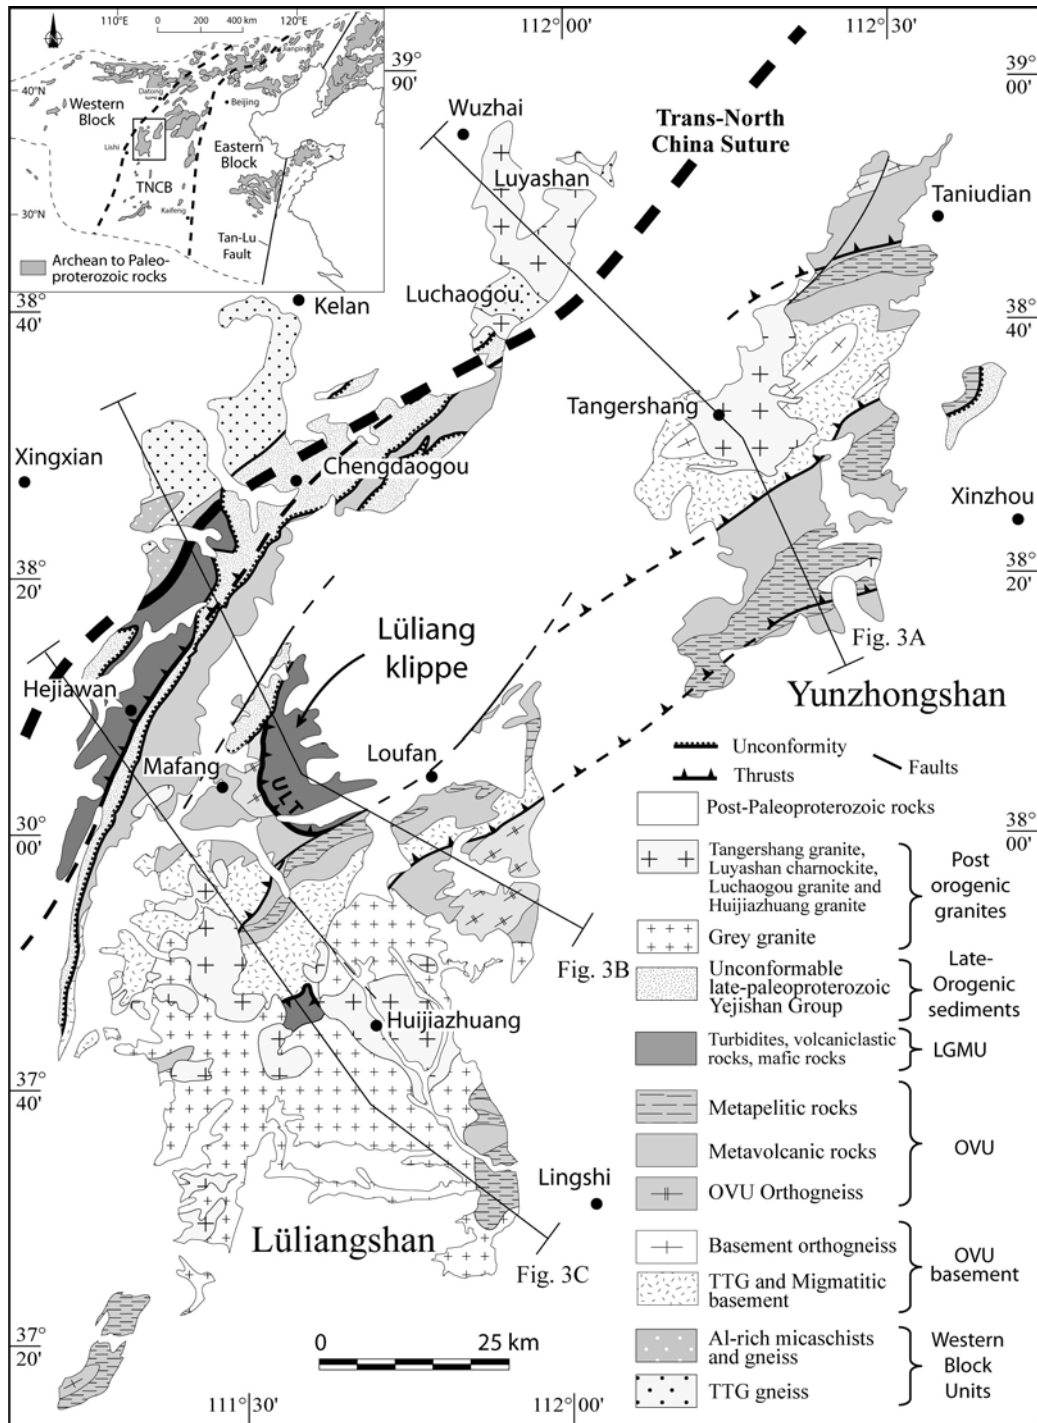 110°E
0 200 400 km
120°E
Jianping
40°N
Datong
Beijing
Western
Block
Lishi
Eastern
Block
TNCB
Kaifeng
30°N
Tan-Lu
Fault
Archean to Paleo-
proterozoic rocks
112°00'
112°30'
39°
00'
90'
Wuzhai
Trans-North
China Suture
Luyashan
Taniudian
Kelan
Luchaogou
38°
40'
38°
40'
Tangershang
Xingxian
Chengdaogou
Xinzhou
38°
20'
38°
20'
Lüliang
klippe
Fig. 3A
Hejiawan
Yunzhongshan
Mafang
Loufan
ULT
Unconformity
Thrusts
Faults
Post-Paleoproterozoic rocks
30°
00'
38°
00'
Tangershang granite,
Luyashan charnockite,
Luchaogou granite and
Huijiazhuang granite
Grey granite
Post
orogenic
granites
Fig. 3B
Unconformable
late-paleoproterozoic
Yejishan Group
Late-
Orogenic
sediments
Huijiazhuang
Turbidites, volcaniclastic
rocks, mafic rocks
LGMU
37°
40'
Metapelitic rocks
Metavolcanic rocks
OVU Orthogneiss
OVU
Lingshi
Lüliangshan
Fig. 3C
Basement orthogneiss
TTG and Migmatitic
basement
OVU
basement
37°
20'
0 25 km
Al-rich micaschists
and gneiss
TTG gneiss
Western
Block
Units
111°30'
112°00'